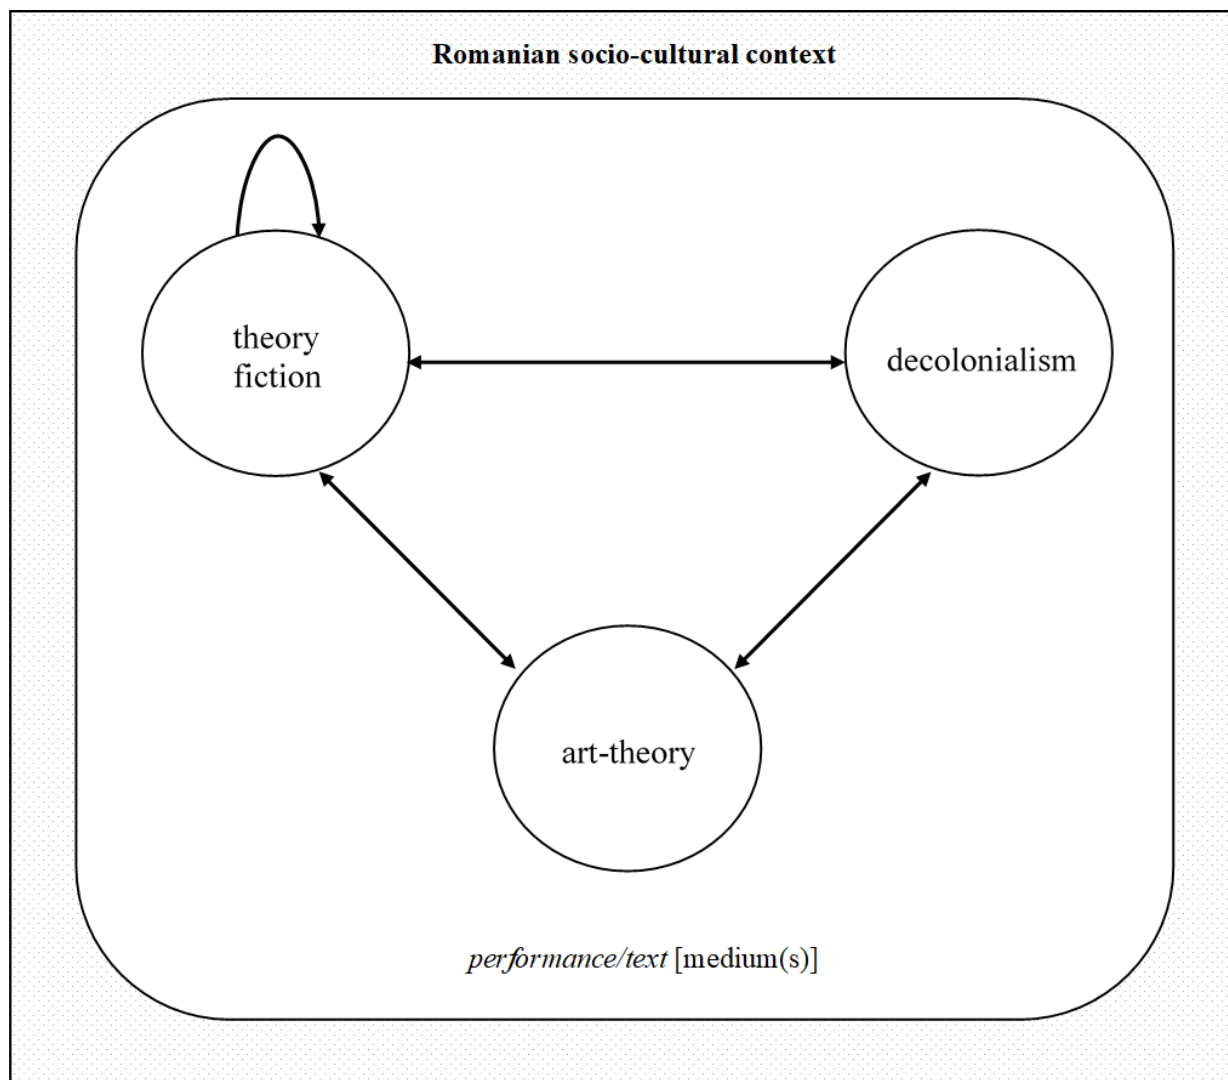 Romanian socio-cultural context
theory
fiction
decolonialism
art-theory
performance/text [medium(s)]